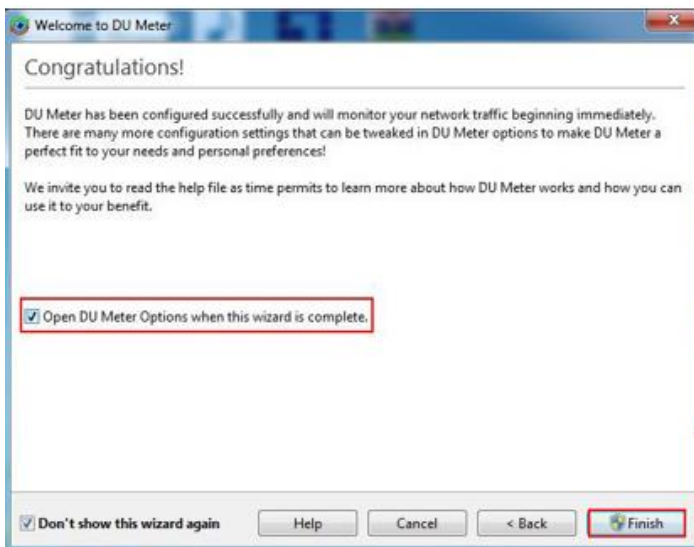 Welcome to DU Meter
Congratulations!
DU Meter has been configured successfully and will monitor your network traffic beginning immediately.
There are many more configuration settings that can be tweaked in DU Meter options to make DU Meter a
perfect fit to your needs and personal preferences!
We invite you to read the help file as time permits to learn more about how DU Meter works and how you can
use it to your benefit.
Open DU Meter Options when this wizard is complete.
Don't show this wizard again
Help
Cancel
< Back
Finish